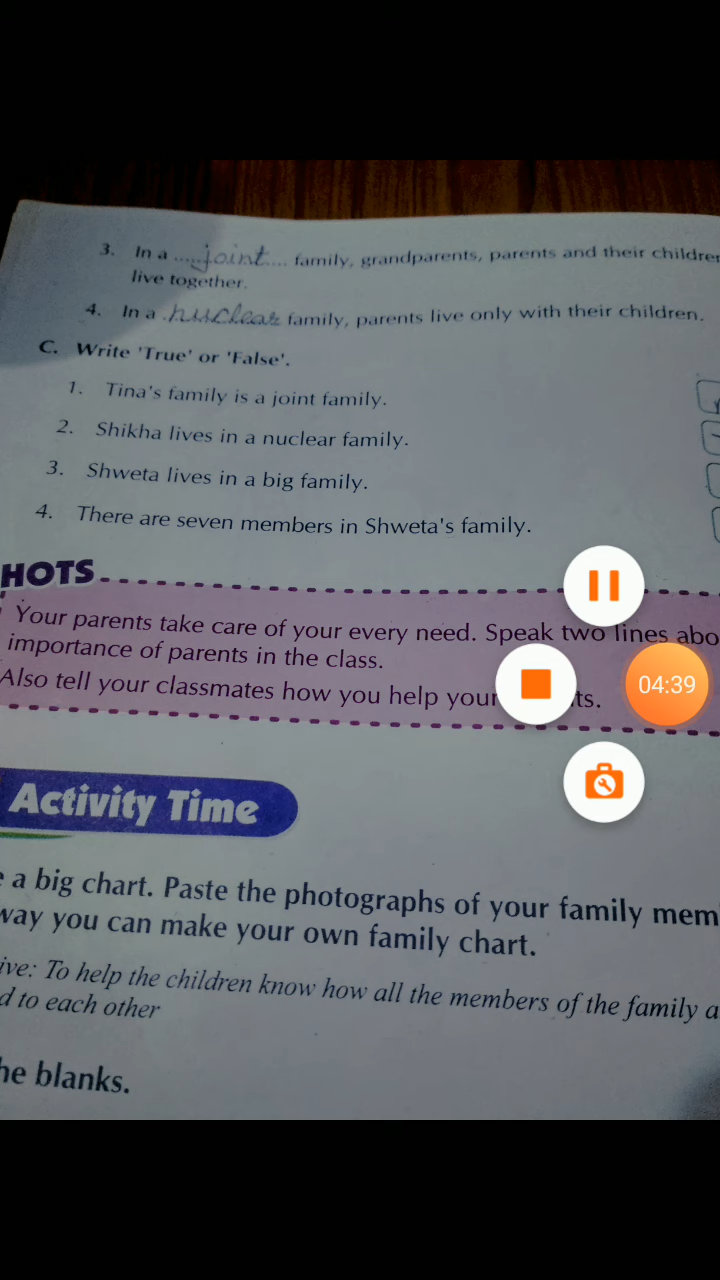 3. In a .....joint.... family, grandparents, parents and their children
live together.
4. In a .nuclear family, parents live only with their children.
C. Write 'True' or 'False'.
1. Tina's family is a joint family.
2. Shikha lives in a nuclear family.
3. Shweta lives in a big family.
4. There are seven members in Shweta's family.
HOTS
Your parents take care of your every need. Speak two lines abo
importance of parents in the class.
Also tell your classmates how you help your ts.
04:39
Activity Time
a big chart. Paste the photographs of your family mem
way you can make your own family chart.
ive: To help the children know how all the members of the family a
d to each other
he blanks.